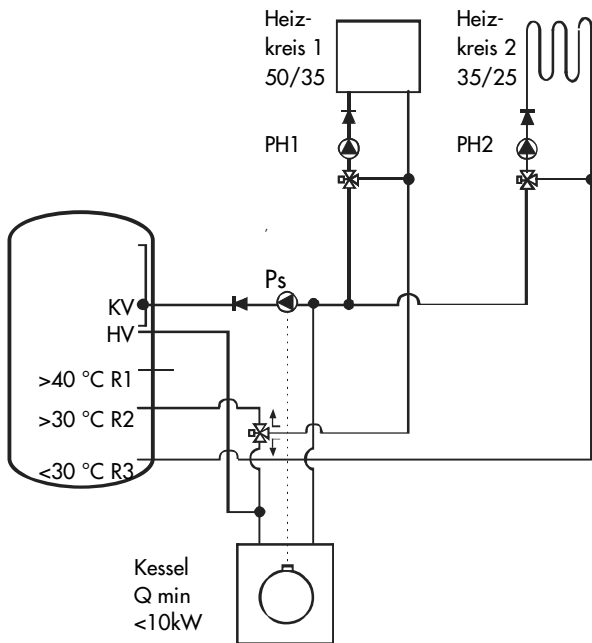 Heiz-
kreis 1
50/35
Heiz-
kreis 2
35/25
PH1
PH2
Ps
KV
HV
>40 °C R1
>30 °C R2
<30 °C R3
Kessel
Q min
<10kW